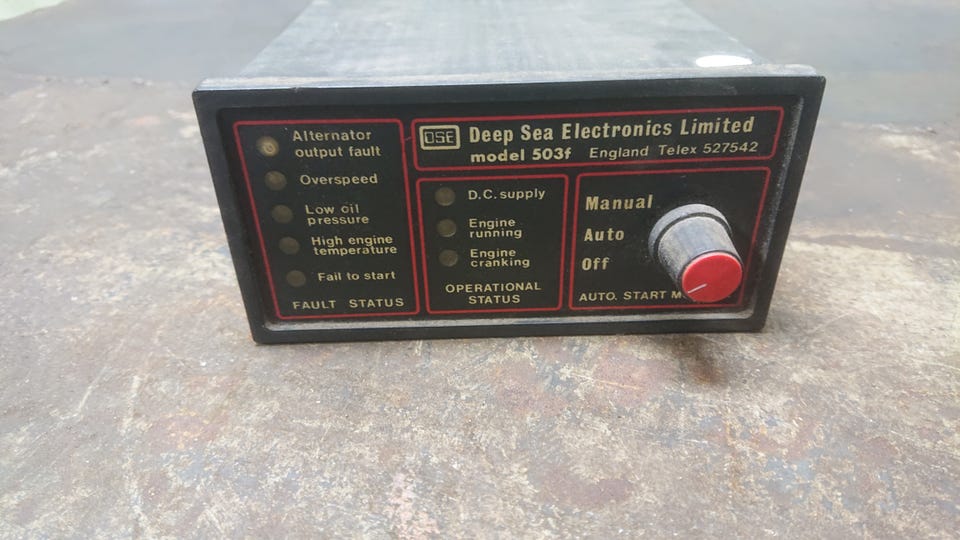 Alternator
output fault
Overspeed
Low oil
pressure
High engine
temperature
Fail to start
FAULT STATUS
DSE
Deep Sea Electronics Limited
model 503f England Telex 527542
D.C. supply
Engine
running
Engine
cranking
OPERATIONAL
STATUS
Manual
Auto
Off
AUTO. START